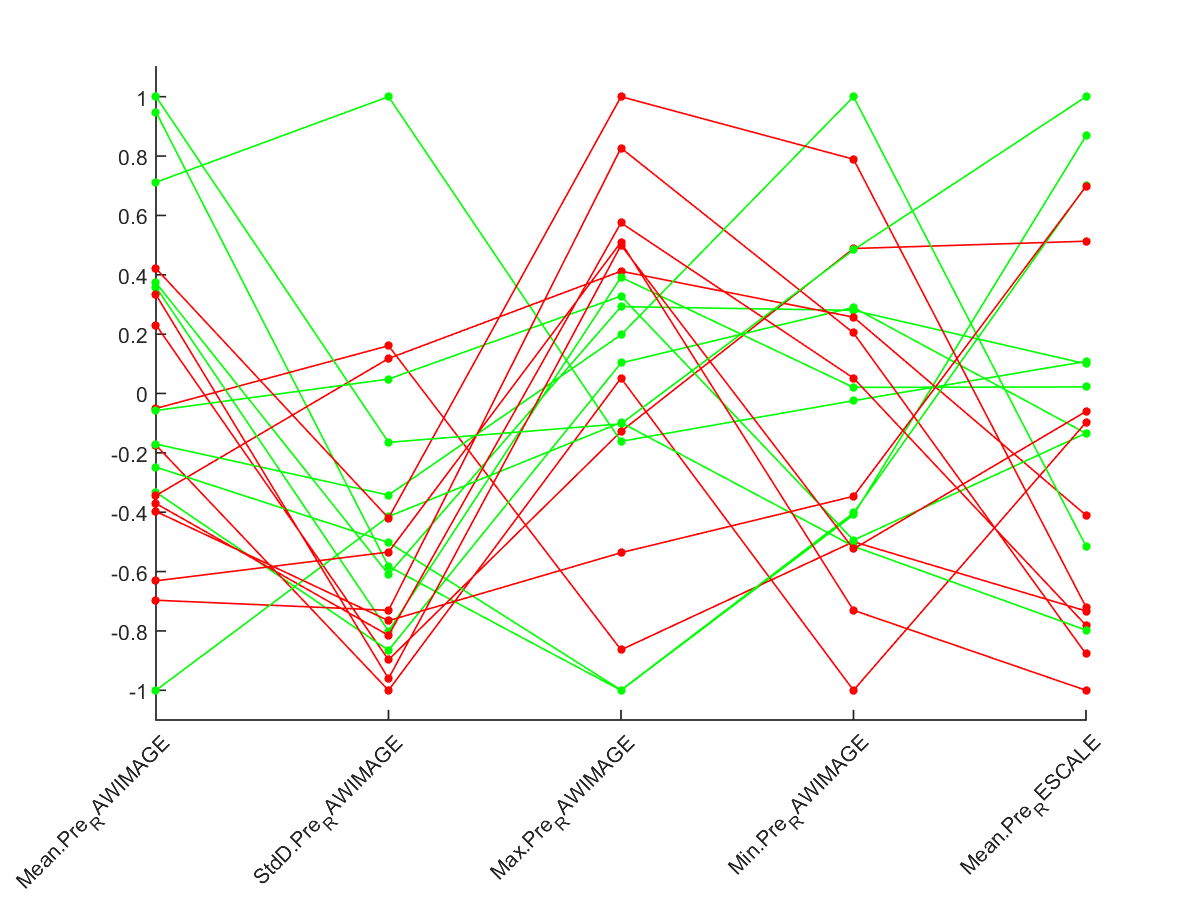 1
0.8
0.6
0.4
0.2
0
-0.2
-0.4
-0.6
-0.8
-1
Mean.Pre_RAWIMAGE
StdD.Pre_RAWIMAGE
Max.Pre_RAWIMAGE
Min.Pre_RAWIMAGE
Mean.Pre_RESCALE